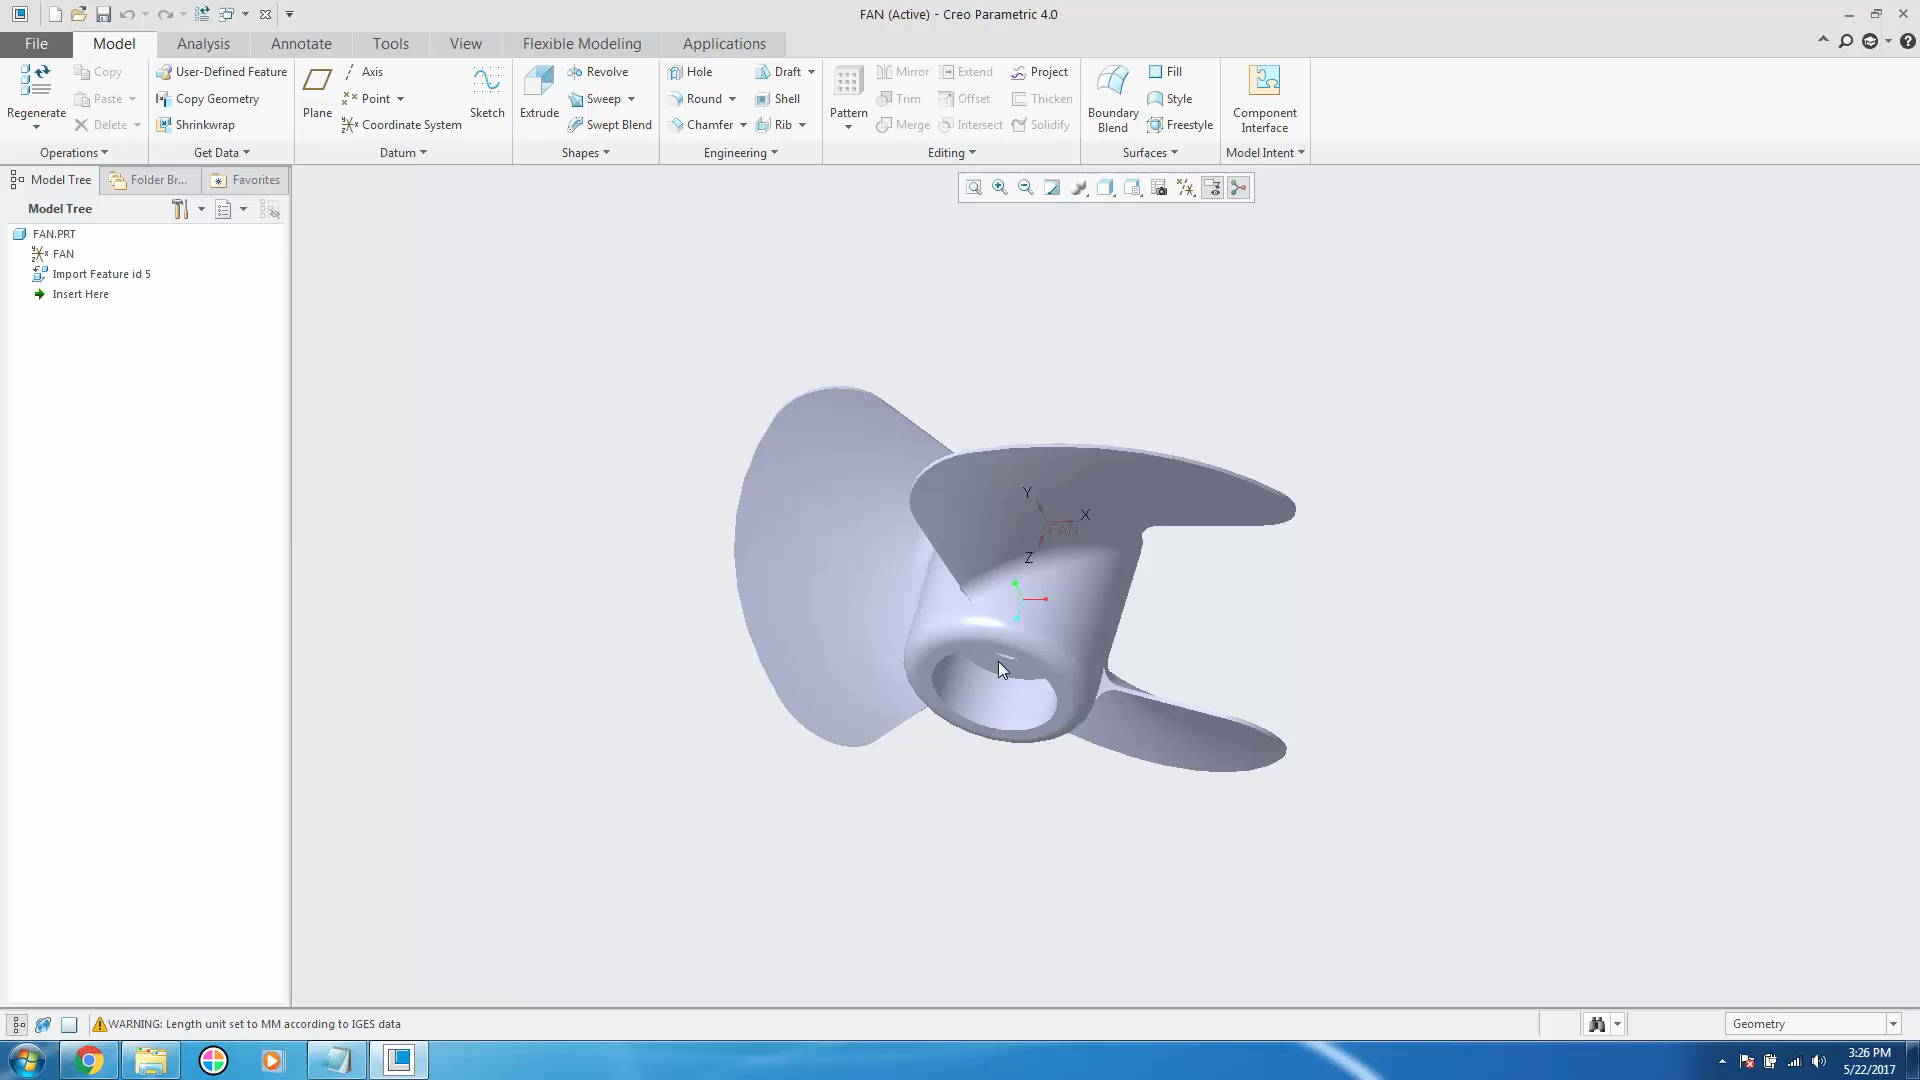 FAN (Active) - Creo Parametric 4.0
File Model Analysis Annotate Tools View Flexible Modeling Applications
Regenerate
Copy
Paste
Delete
Operations
User-Defined Feature
Copy Geometry
Shrinkwrap
Get Data
Plane
Axis
Point
Coordinate System
Sketch
Datum
Extrude
Revolve
Sweep
Swept Blend
Shapes
Hole
Round
Chamfer
Draft
Shell
Rib
Engineering
Pattern
Mirror
Trim
Merge
Extend
Offset
Intersect
Project
Thicken
Solidify
Editing
Boundary
Blend
Fill
Style
Freestyle
Surfaces
Component
Interface
Model Intent
Model Tree Folder Br... Favorites
Model Tree
FAN.PRT
FAN
Import Feature id 5
Insert Here
Y
X
FAN
Z
WARNING: Length unit set to MM according to IGES data
Geometry
3:26 PM
5/22/2017